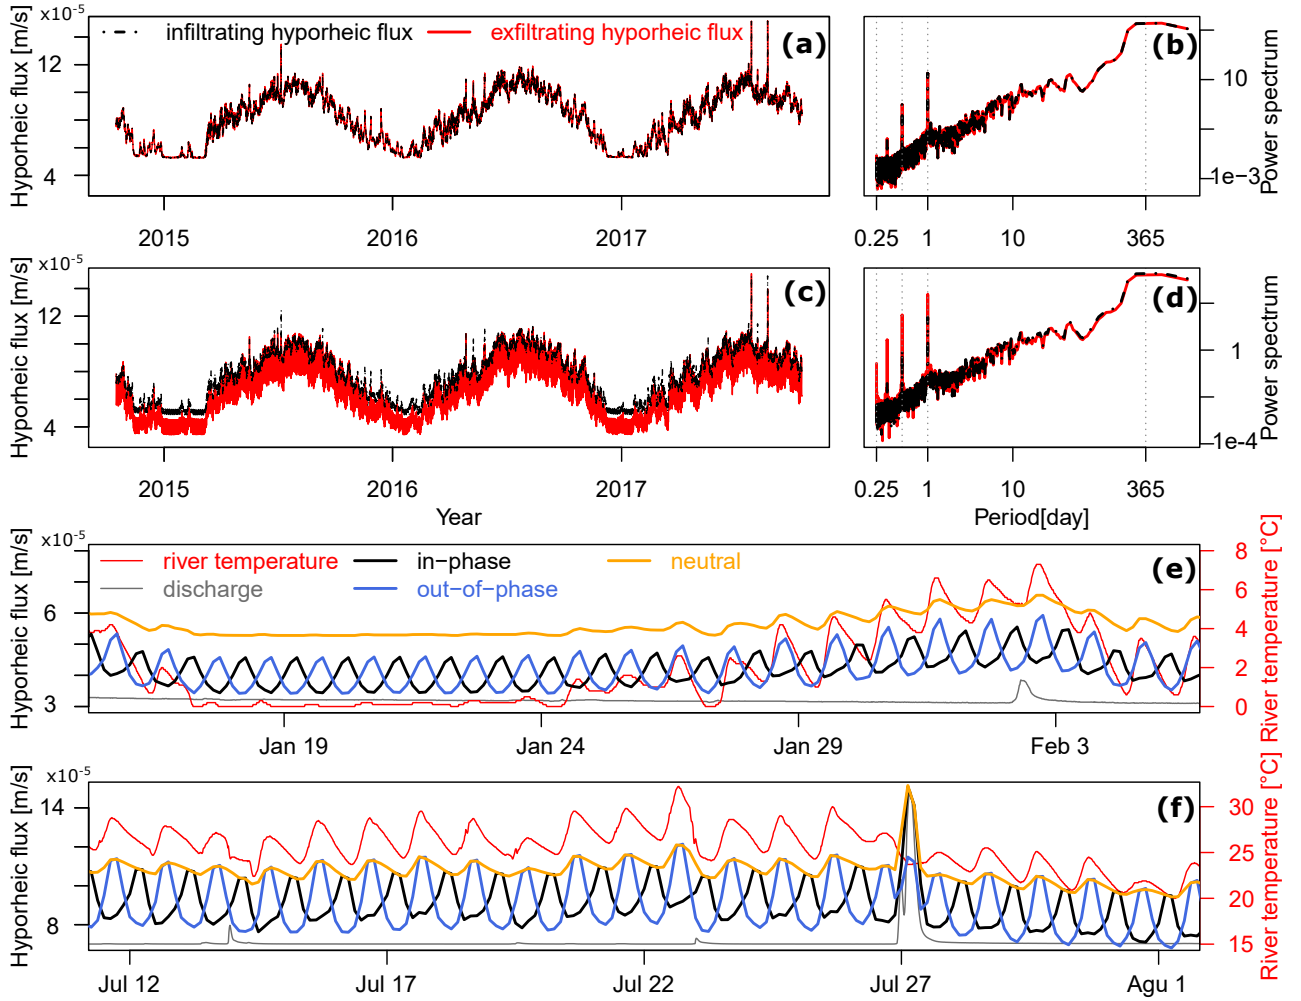 x10⁻⁵
infiltrating hyporheic flux
exfiltrating hyporheic flux
(a)
Hyporheic flux [m/s]
12
4
2015
2016
2017
(b)
10
1e−3
Power spectrum
0.25
1
10
365
x10⁻⁵
(c)
Hyporheic flux [m/s]
12
4
2015
2016
2017
Year
(d)
1
1e-4
Power spectrum
0.25
1
10
365
Period[day]
x10⁻⁵
river temperature
in−phase
neutral
discharge
out−of−phase
(e)
Hyporheic flux [m/s]
6
3
8
6
4
2
0
River temperature [°C]
Jan 19
Jan 24
Jan 29
Feb 3
x10⁻⁵
(f)
Hyporheic flux [m/s]
14
8
30
25
20
15
River temperature [°C]
Jul 12
Jul 17
Jul 22
Jul 27
Agu 1